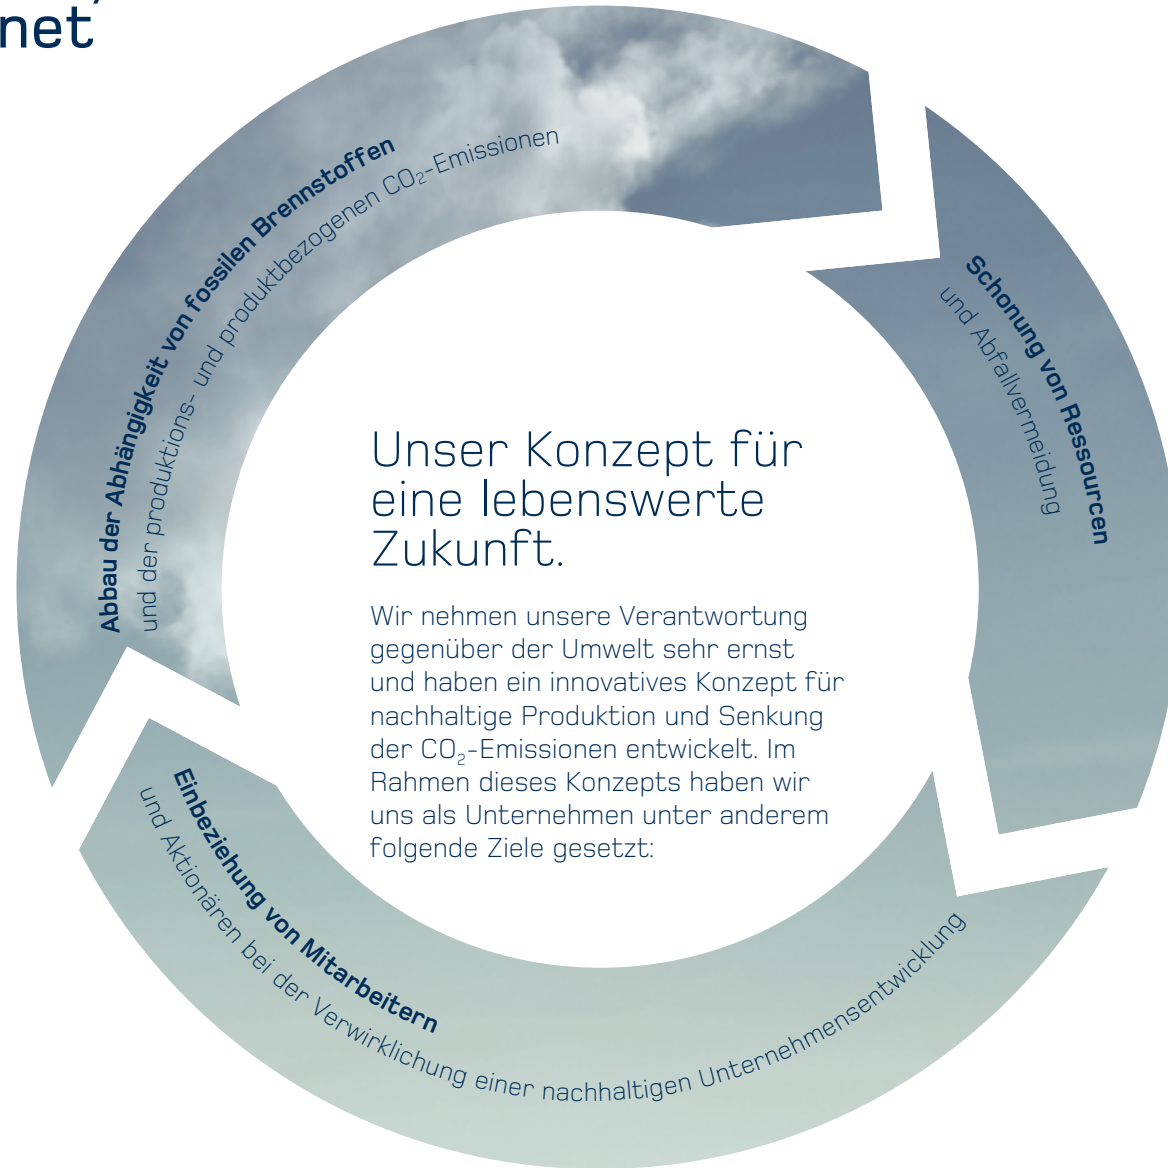 net
Abbau der Abhängigkeit von fossilen Brennstoffen
und der produktions- und produktbezogenen CO₂-Emissionen
Schonung von Ressourcen
und Abfallvermeidung
Unser Konzept für
eine lebenswerte
Zukunft.
Wir nehmen unsere Verantwortung
gegenüber der Umwelt sehr ernst
und haben ein innovatives Konzept für
nachhaltige Produktion und Senkung
der CO₂-Emissionen entwickelt. Im
Rahmen dieses Konzepts haben wir
uns als Unternehmen unter anderem
folgende Ziele gesetzt:
Einbeziehung von Mitarbeitern
und Aktionären bei der Verwirklichung einer nachhaltigen Unternehmensentwicklung